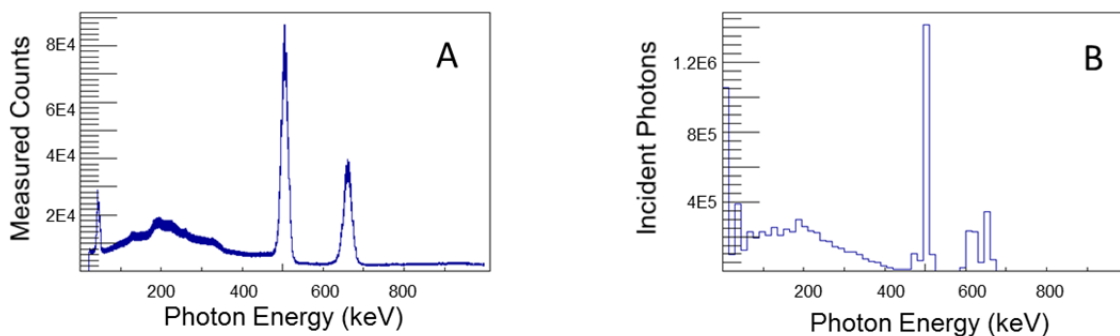 A
Measured Counts
8E4
6E4
4E4
2E4
200 400 600 800
Photon Energy (keV)
B
Incident Photons
1.2E6
8E5
4E5
200 400 600 800
Photon Energy (keV)